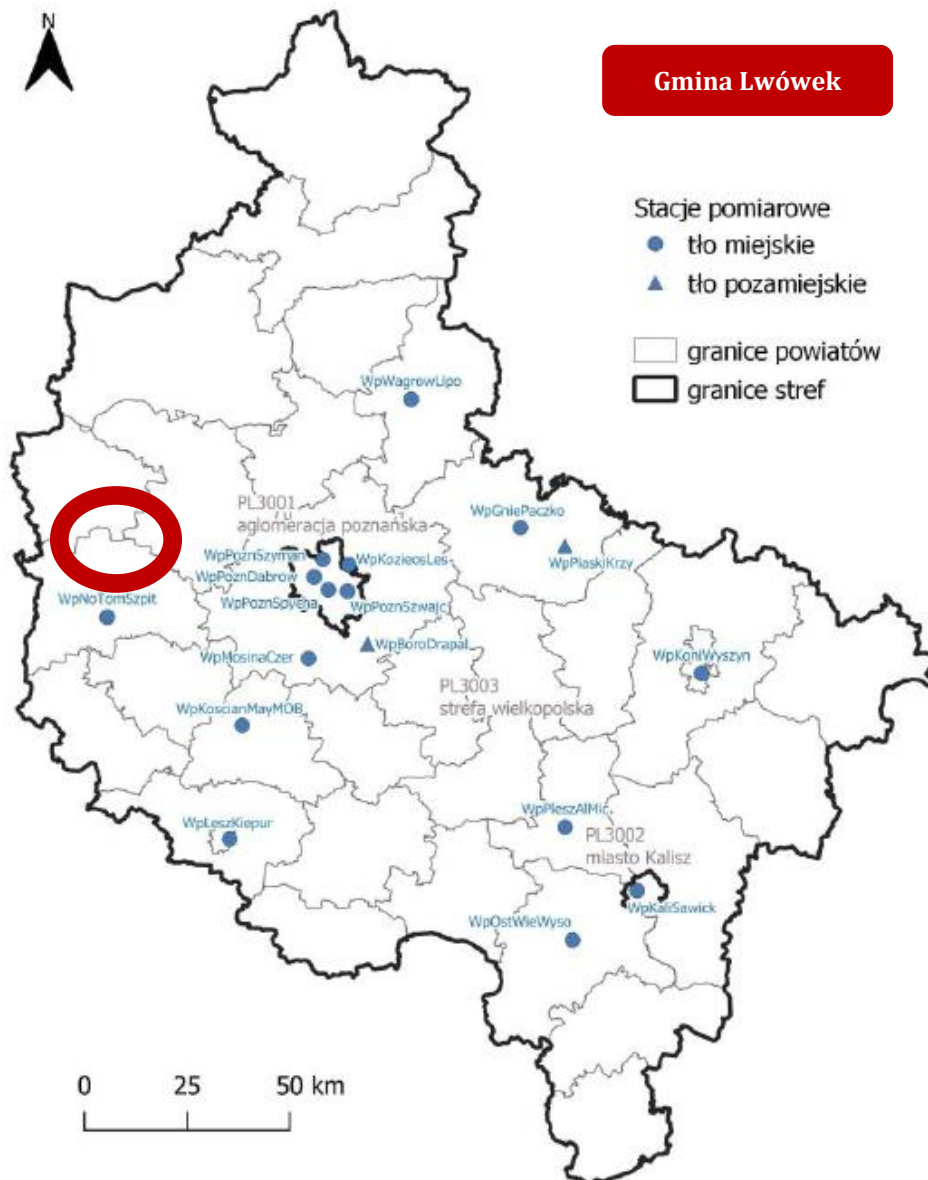 N
Gmina Lwówek
Stacje pomiarowe
tło miejskie
tło pozamiejskie
granice powiatów
granice stref
WpWagrowLipo
PL3001
aglomeracja poznańska
WpGniePaczko
WpPoznSzyman
WpKozieosLes
WpPiaskiKrzy
WpPoznDabrow
WpNoTomSzpit
WpPoznSpycha
WpPoznSzwajc
WpBoroDrapal
WpMosinaCzer
WpKoniWyszyn
PL3003
strefa wielkopolska
WpKoscianMayMOB
WpLeszKiepur
WpPleszAlMic
PL3002
miasto Kalisz
WpKaliSawick
WpOstWieWyso
0 25 50 km